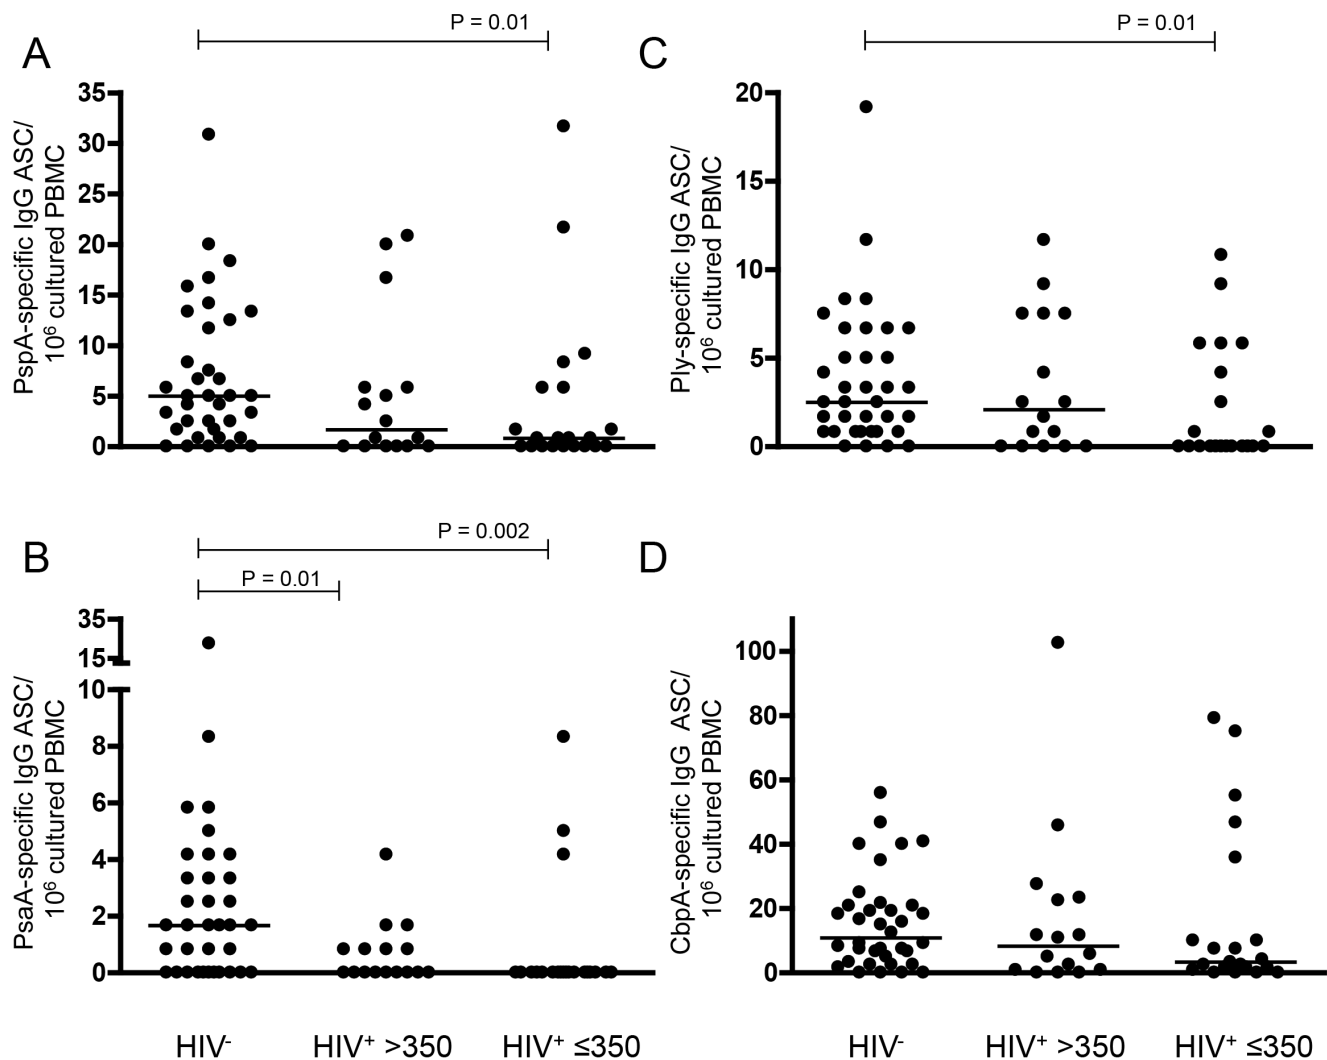 A
P = 0.01
PspA-specific IgG ASC/
10⁶ cultured PBMC
35
30
25
20
15
10
5
0
C
P = 0.01
Ply-specific IgG ASC/
10⁶ cultured PBMC
20
15
10
5
0
B
P = 0.002
P = 0.01
PsaA-specific IgG ASC/
10⁶ cultured PBMC
35
15
10
8
6
4
2
0
HIV⁻ HIV⁺ >350 HIV⁺ ≤350
D
CbpA-specific IgG ASC/
10⁶ cultured PBMC
100
80
60
40
20
0
HIV⁻ HIV⁺ >350 HIV⁺ ≤350